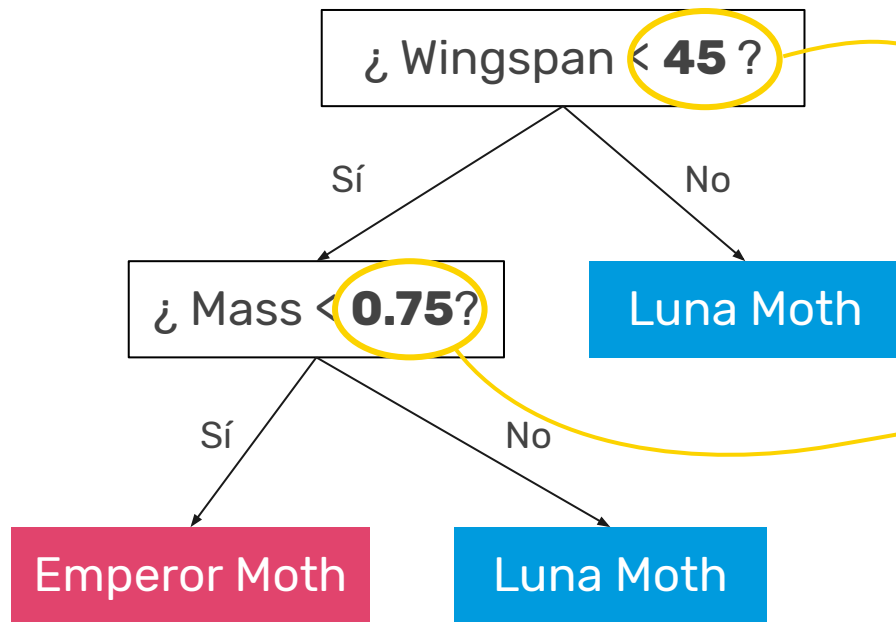 ¿ Wingspan < 45 ?
Sí
No
¿ Mass < 0.75?
Luna Moth
Sí
No
Emperor Moth
Luna Moth